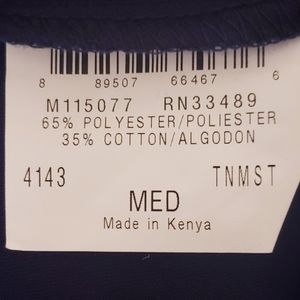 8 89507 66467 6
M115077 RN33489
65% POLYESTER/POLIESTER
35% COTTON/ALGODON
4143 TNMST
MED
Made in Kenya